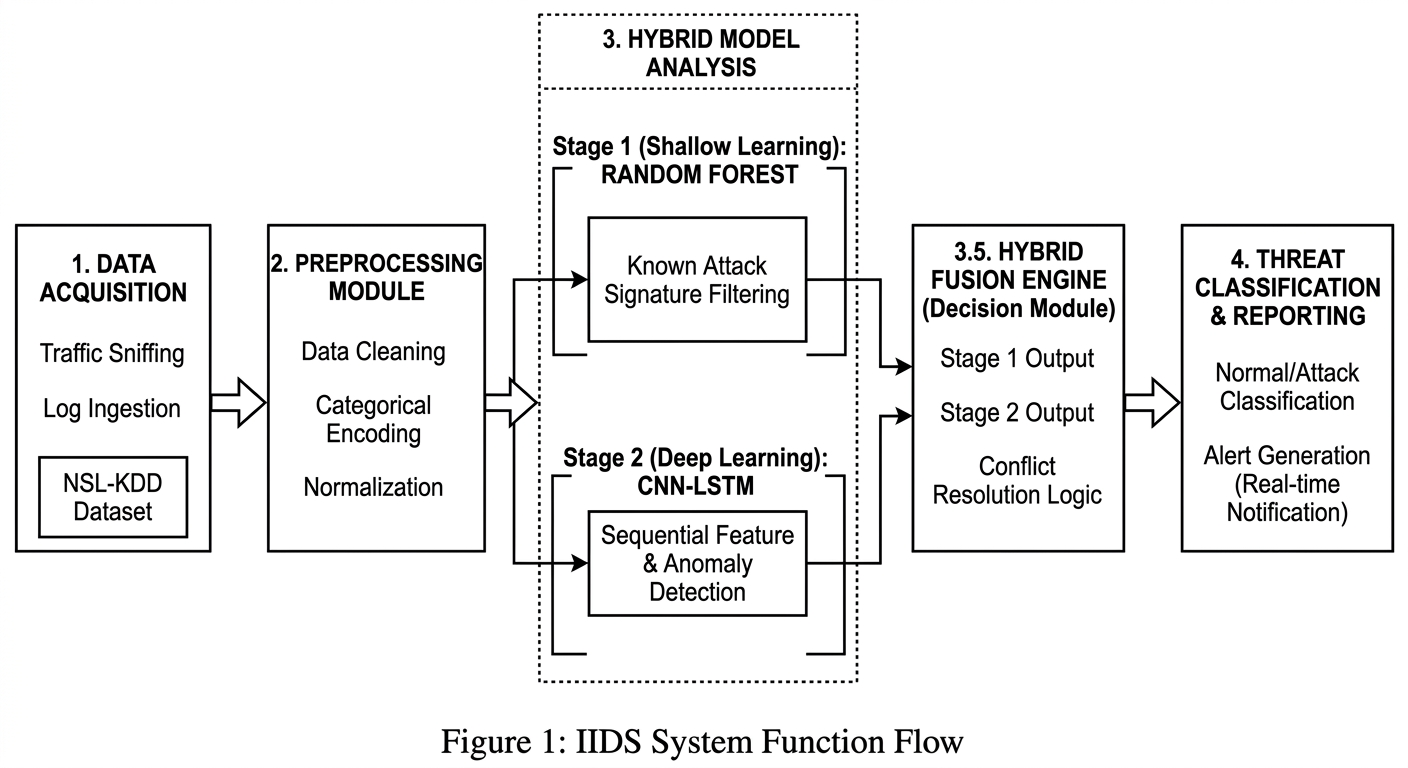 1. DATA
ACQUISITION
Traffic Sniffing
Log Ingestion
NSL-KDD
Dataset
2. PREPROCESSING
MODULE
Data Cleaning
Categorical
Encoding
Normalization
3. HYBRID MODEL
ANALYSIS
Stage 1 (Shallow Learning):
RANDOM FOREST
Known Attack
Signature Filtering
Stage 2 (Deep Learning):
CNN-LSTM
Sequential Feature
& Anomaly
Detection
3.5. HYBRID
FUSION ENGINE
(Decision Module)
Stage 1 Output
Stage 2 Output
Conflict
Resolution Logic
4. THREAT
CLASSIFICATION
& REPORTING
Normal/Attack
Classification
Alert Generation
(Real-time
Notification)
Figure 1: IIDS System Function Flow